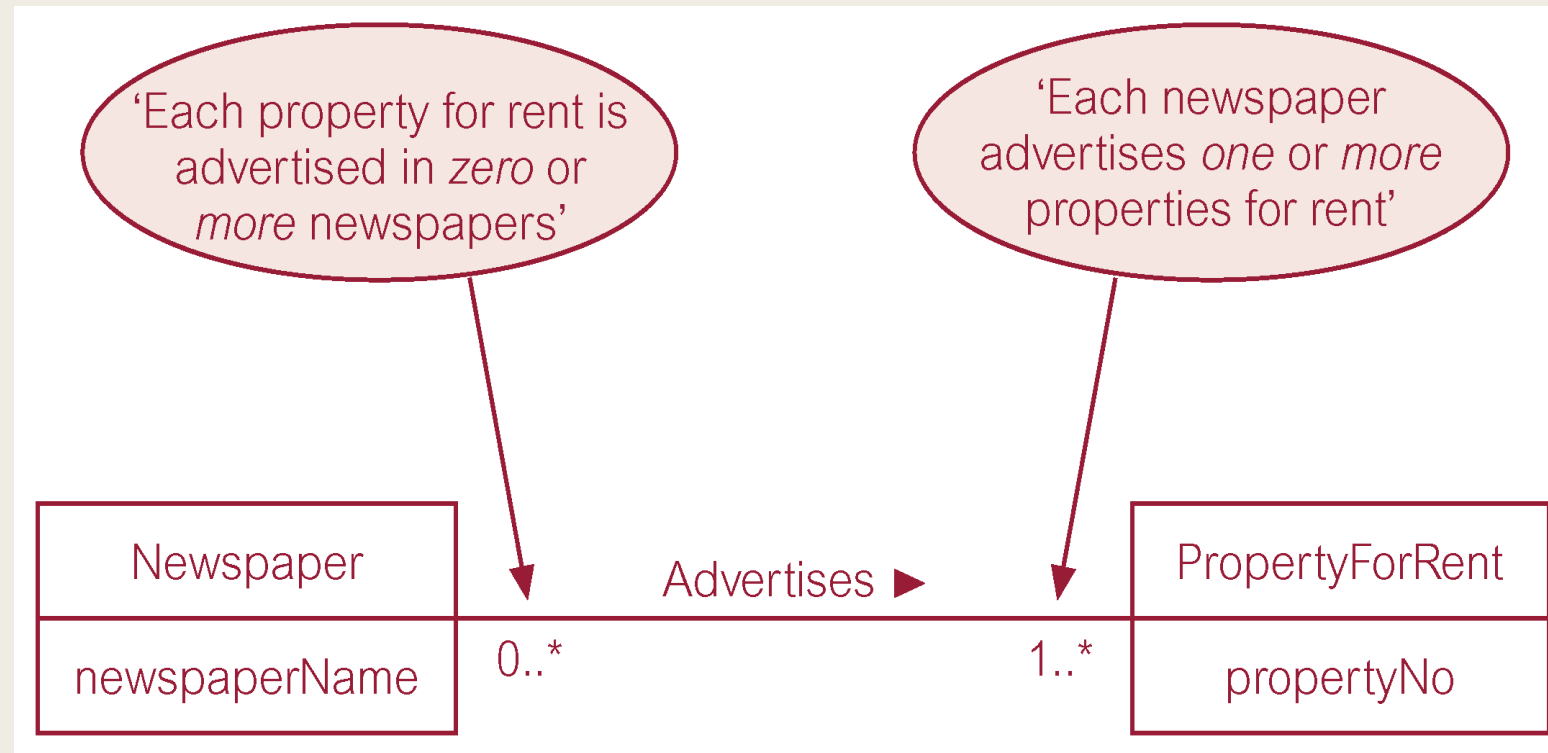 ‘Each property for rent is
advertised in zero or
more newspapers’
‘Each newspaper
advertises one or more
properties for rent’
Newspaper
newspaperName
0..*
Advertises ►
1..*
PropertyForRent
propertyNo